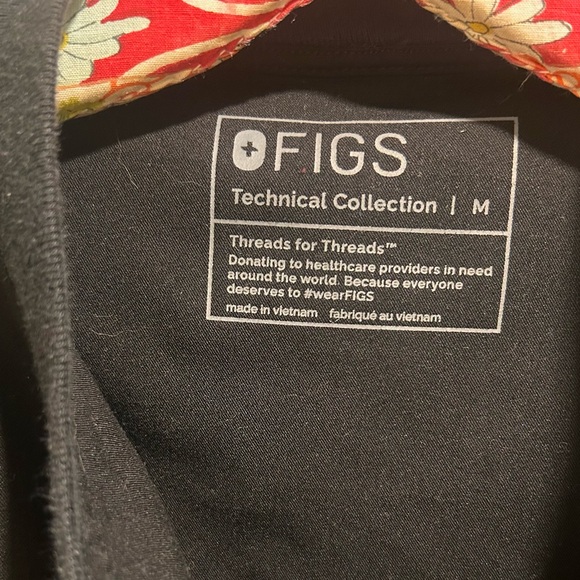 FIGS
Technical Collection | M
Threads for Threads™
Donating to healthcare providers in need
around the world. Because everyone
deserves to #wearFIGS
made in vietnam fabriqué au vietnam